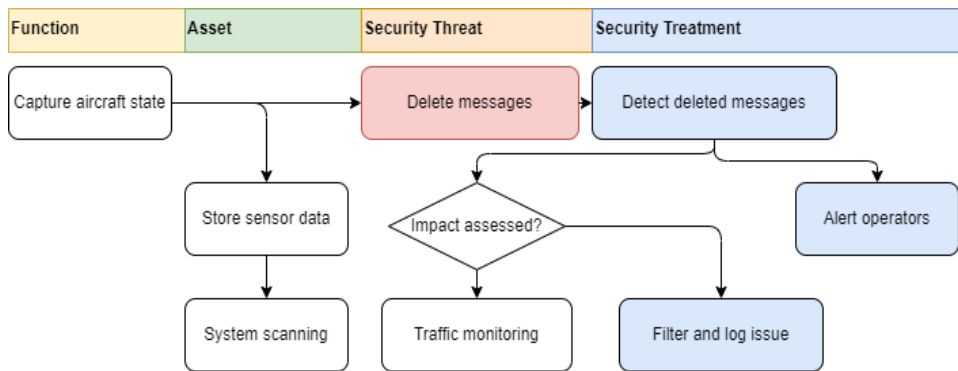 Function
Asset
Security Threat
Security Treatment
Capture aircraft state
Delete messages
Detect deleted messages
Store sensor data
Impact assessed?
Alert operators
System scanning
Traffic monitoring
Filter and log issue